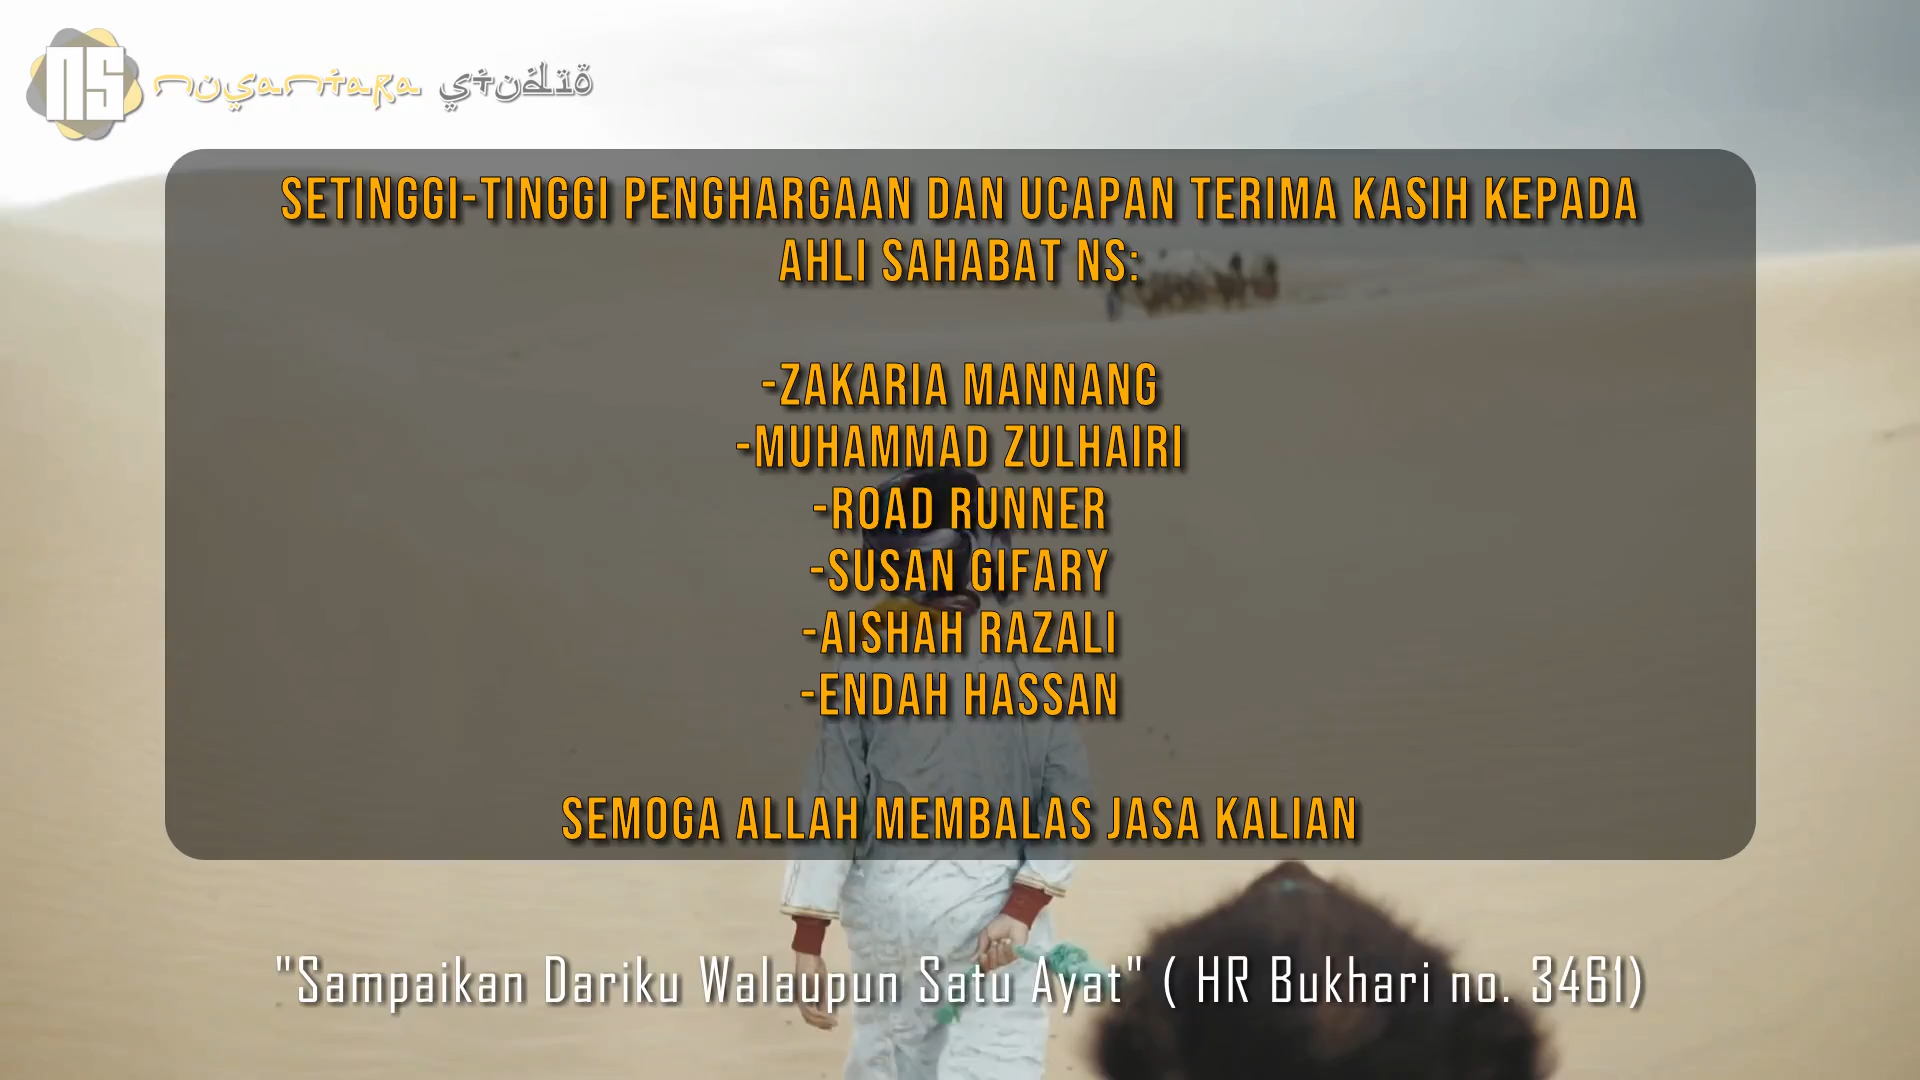 NS nusantara studio
SETINGGI-TINGGI PENGHARGAAN DAN UCAPAN TERIMA KASIH KEPADA
AHLI SAHABAT NS:
-ZAKARIA MANNANG
-MUHAMMAD ZULHAIRI
-ROAD RUNNER
-SUSAN GIFARY
-AISHAH RAZALI
-ENDAH HASSAN
SEMOGA ALLAH MEMBALAS JASA KALIAN
"Sampaikan Dariku Walaupun Satu Ayat" ( HR Bukhari no. 3461)